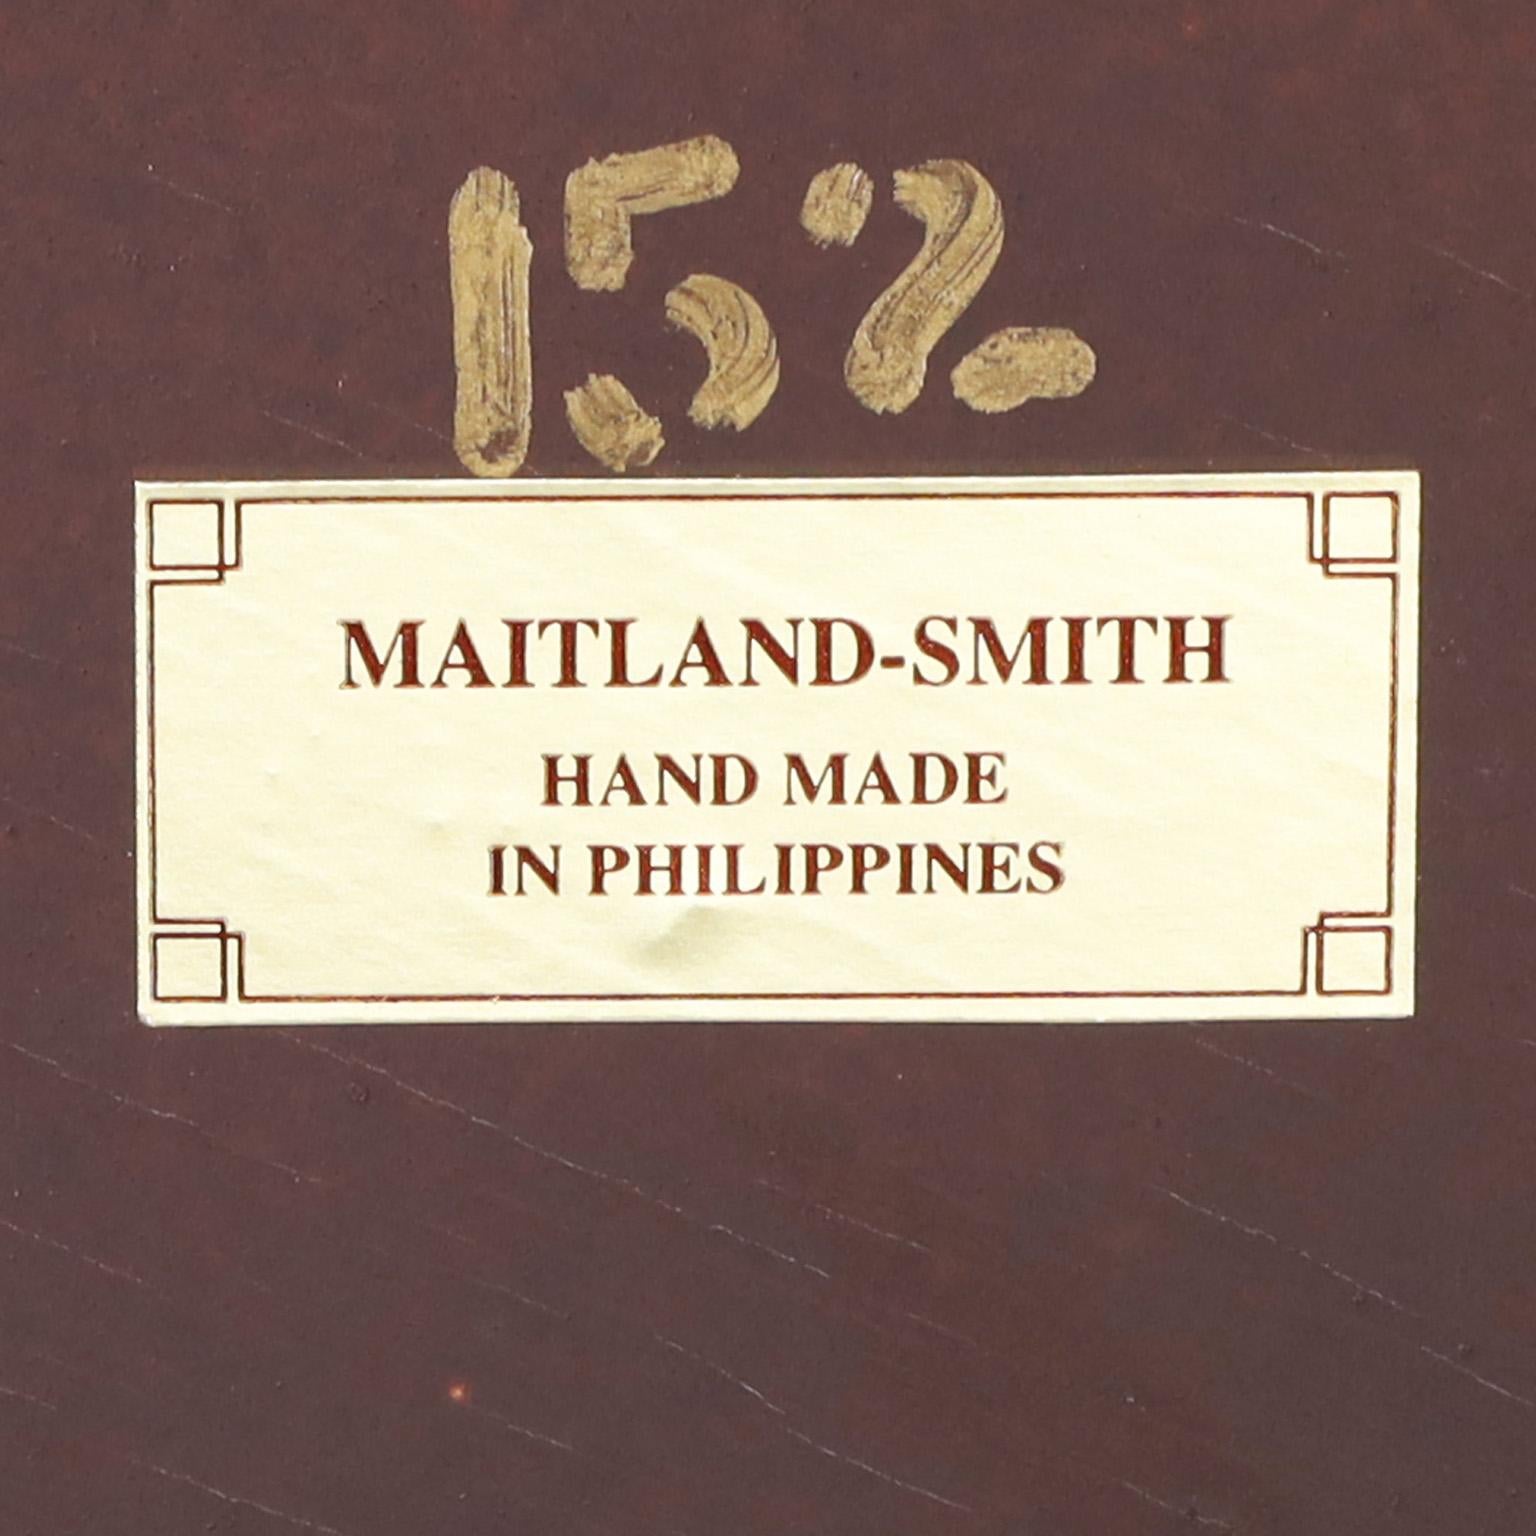 152
MAITLAND-SMITH
HAND MADE
IN PHILIPPINES